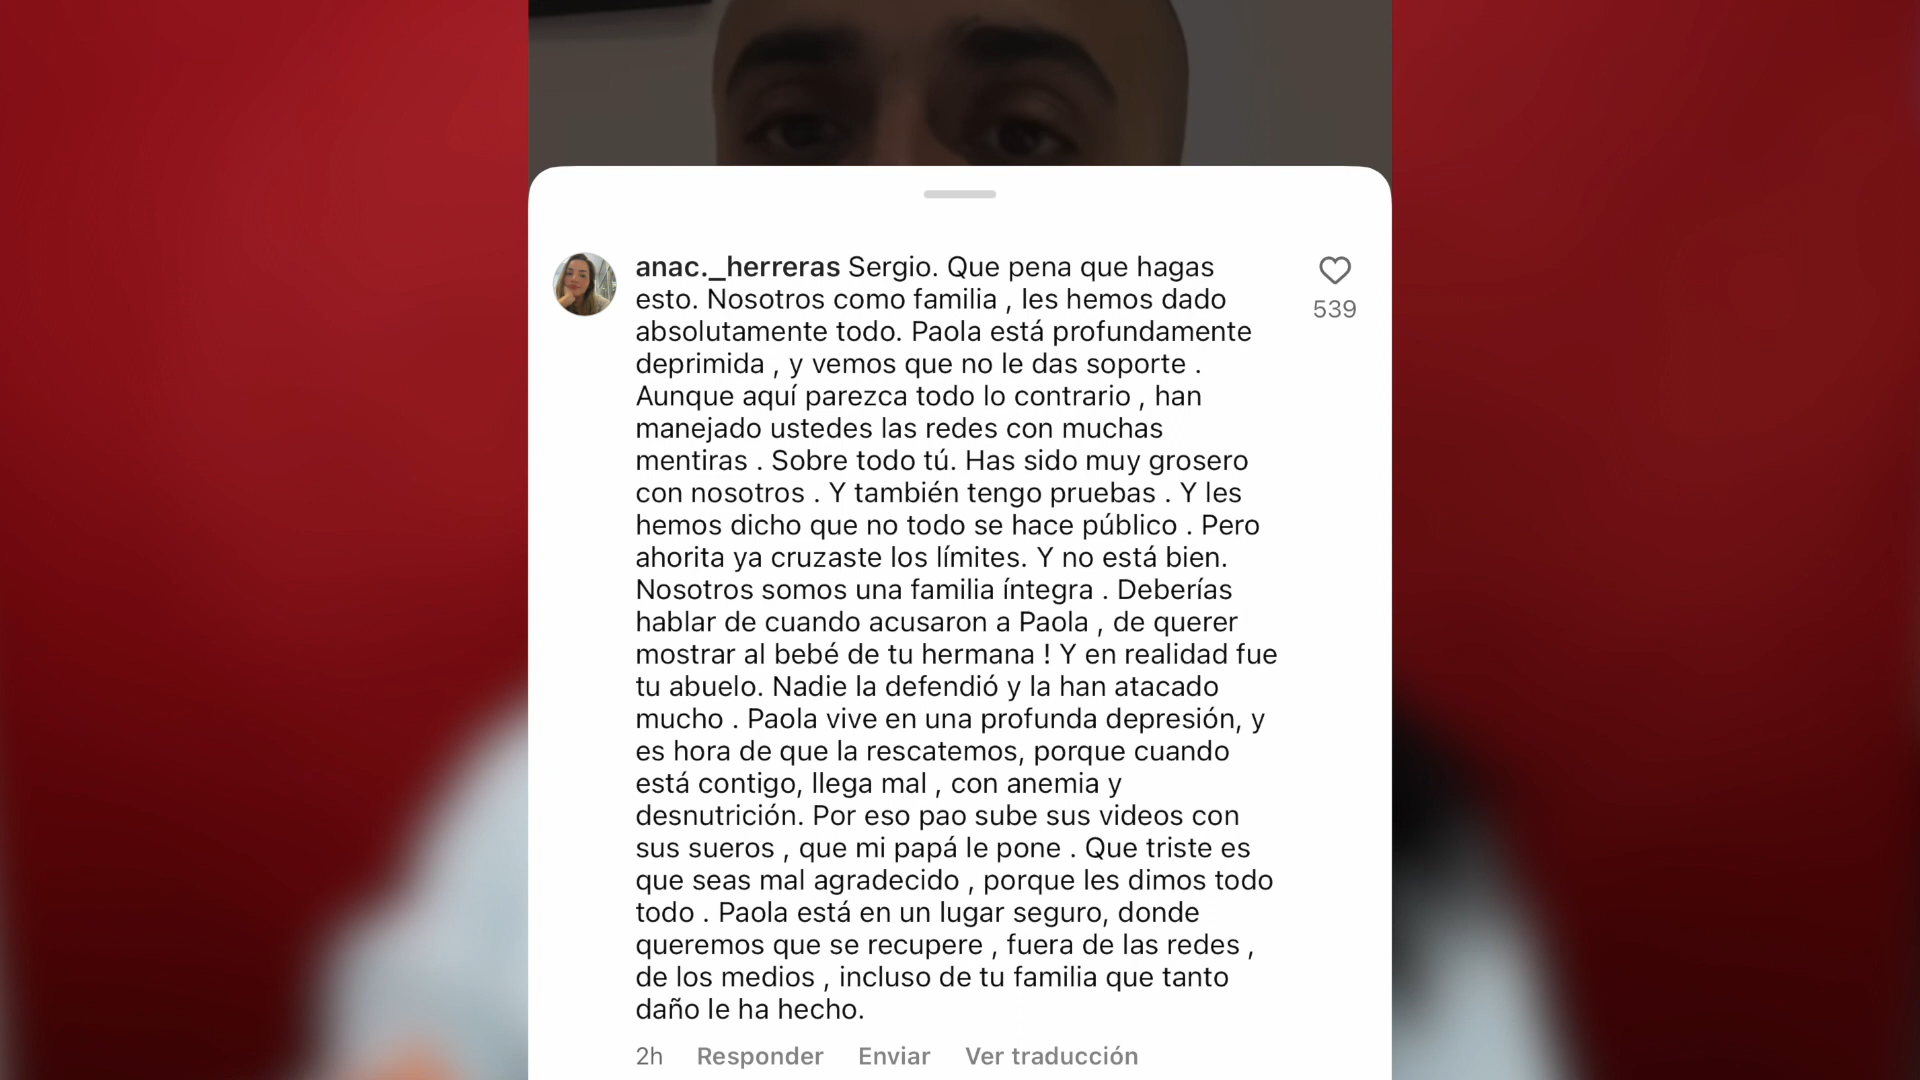 anac._herreras Sergio. Que pena que hagas
esto. Nosotros como familia , les hemos dado
absolutamente todo. Paola está profundamente
deprimida , y vemos que no le das soporte .
Aunque aquí parezca todo lo contrario , han
manejado ustedes las redes con muchas
mentiras . Sobre todo tú. Has sido muy grosero
con nosotros . Y también tengo pruebas . Y les
hemos dicho que no todo se hace público . Pero
ahorita ya cruzaste los límites. Y no está bien.
Nosotros somos una familia íntegra . Deberías
hablar de cuando acusaron a Paola , de querer
mostrar al bebé de tu hermana ! Y en realidad fue
tu abuelo. Nadie la defendió y la han atacado
mucho . Paola vive en una profunda depresión, y
es hora de que la rescatemos, porque cuando
está contigo, llega mal , con anemia y
desnutrición. Por eso pao sube sus videos con
sus sueros , que mi papá le pone . Que triste es
que seas mal agradecido , porque les dimos todo
todo . Paola está en un lugar seguro, donde
queremos que se recupere , fuera de las redes ,
de los medios , incluso de tu familia que tanto
daño le ha hecho.
539
2h Responder Enviar Ver traducción